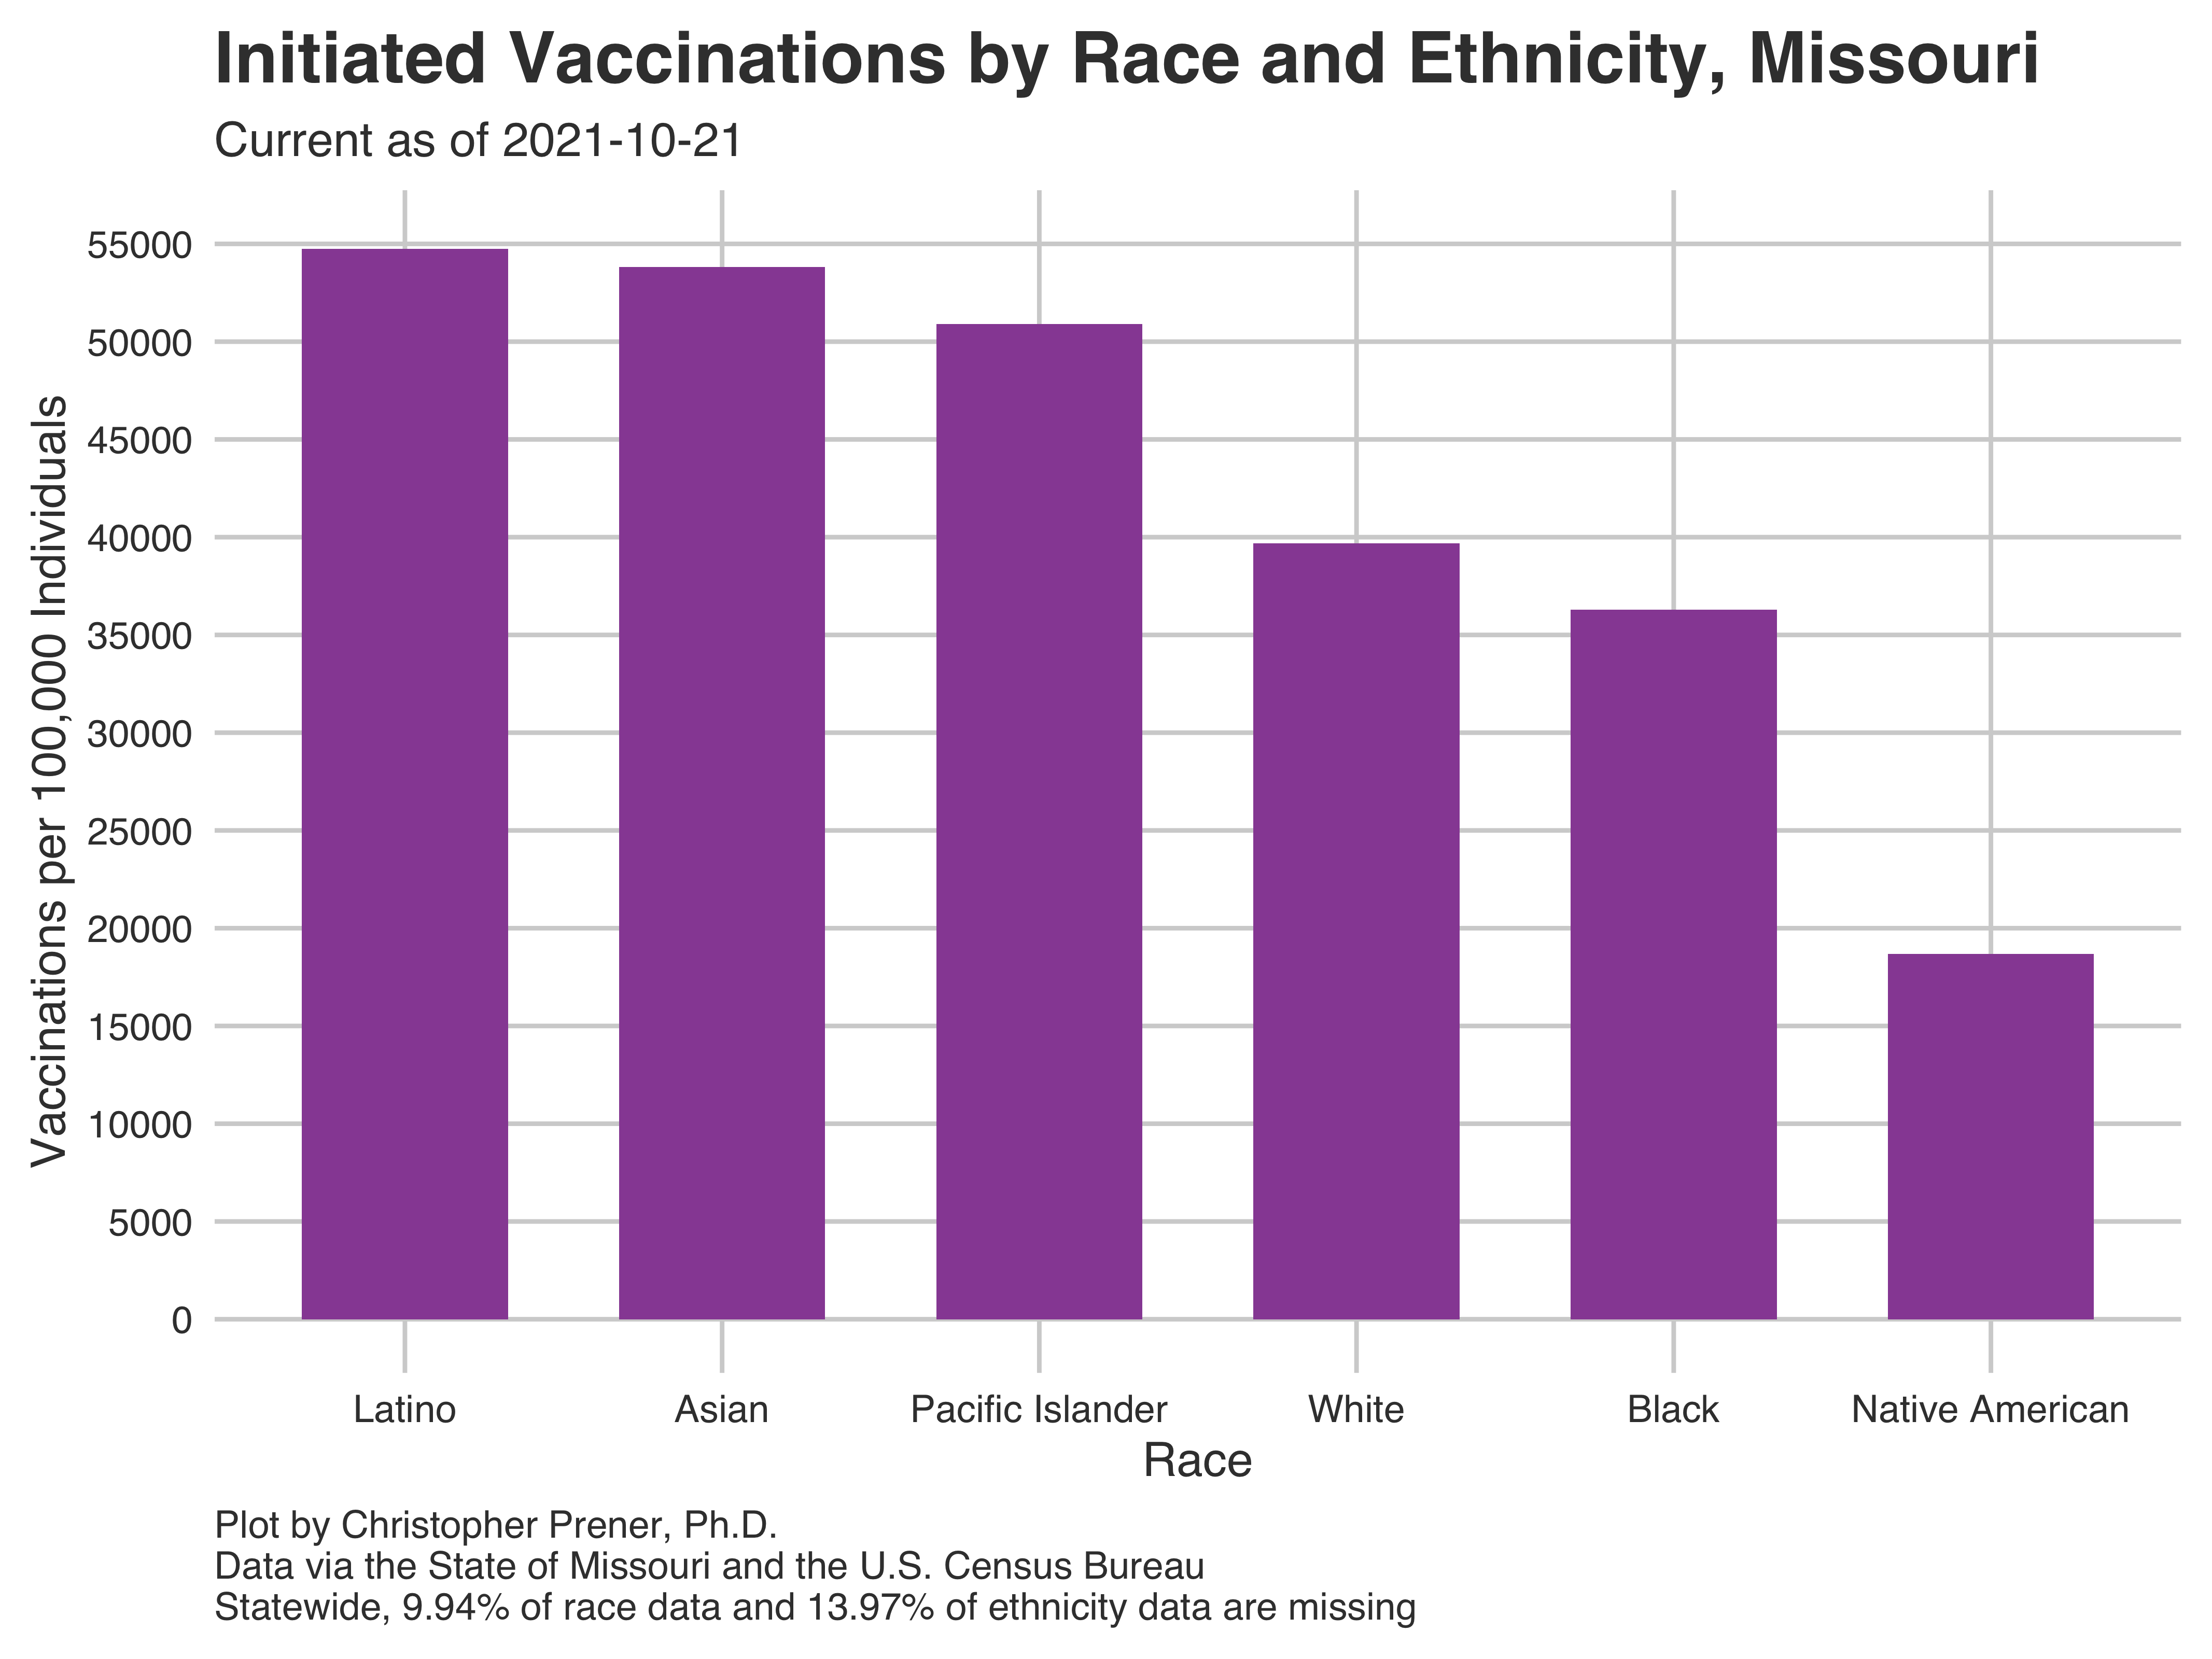 Initiated Vaccinations by Race and Ethnicity, Missouri
Current as of 2021-10-21
Vaccinations per 100,000 Individuals
55000
50000
45000
40000
35000
30000
25000
20000
15000
10000
5000
0
Latino Asian Pacific Islander White Black Native American
Race
Plot by Christopher Prener, Ph.D.
Data via the State of Missouri and the U.S. Census Bureau
Statewide, 9.94% of race data and 13.97% of ethnicity data are missing